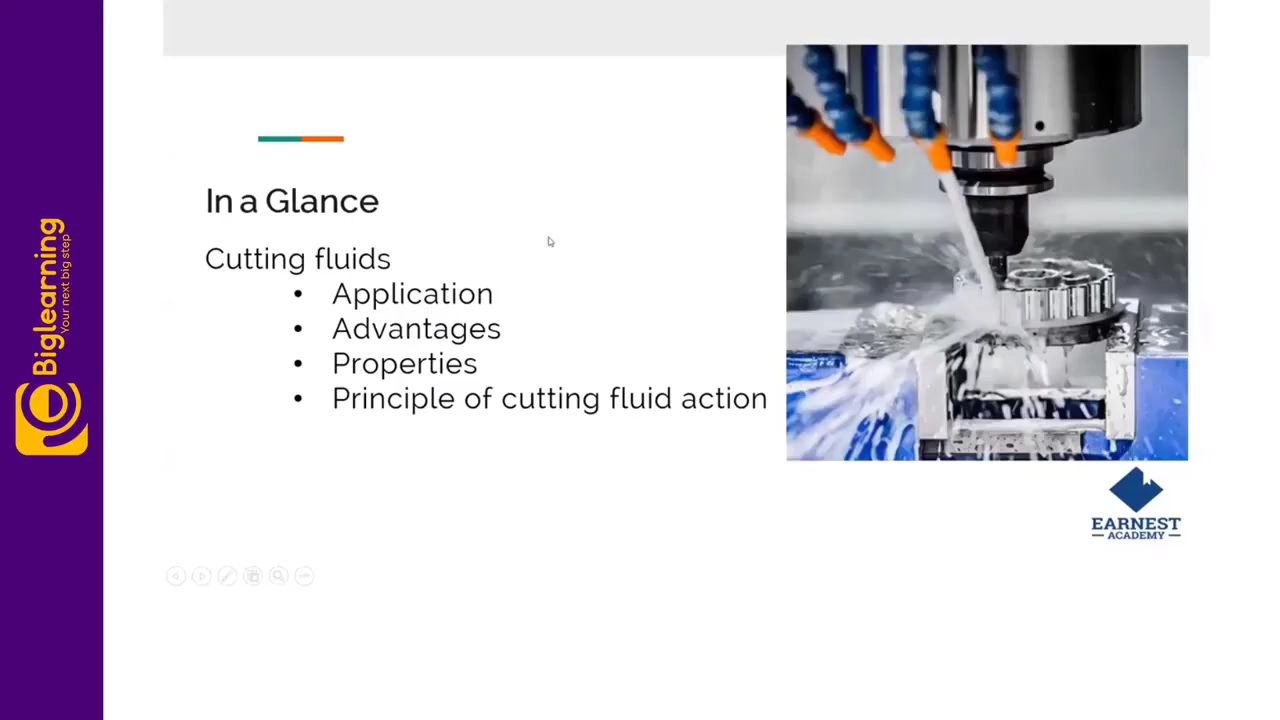 Biglearning
Your next big step
In a Glance
Cutting fluids
• Application
• Advantages
• Properties
• Principle of cutting fluid action
EARNEST
ACADEMY